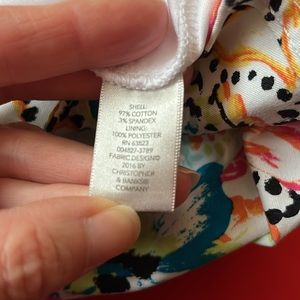 SHELL:
97% COTTON
3% SPANDEX
LINING:
100% POLYESTER
RN 63823
004827-3789
FABRIC DESIGN©
2016 BY
CHRISTOPHER
& BANKS®
COMPANY